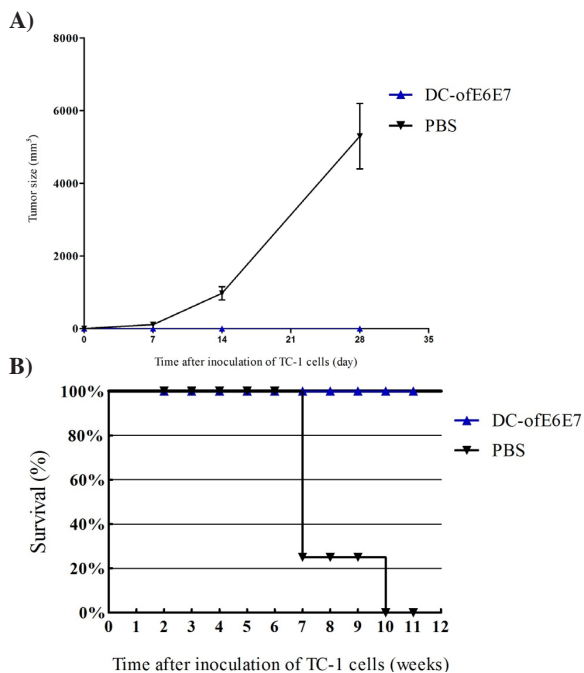 A)
8000
6000
4000
2000
0
Tumor size (mm³)
0 7 14 21 28 35
Time after inoculation of TC-1 cells (day)
DC-ofE6E7
PBS
B)
100%
80%
60%
40%
20%
0%
Survival (%)
0 1 2 3 4 5 6 7 8 9 10 11 12
Time after inoculation of TC-1 cells (weeks)
DC-ofE6E7
PBS